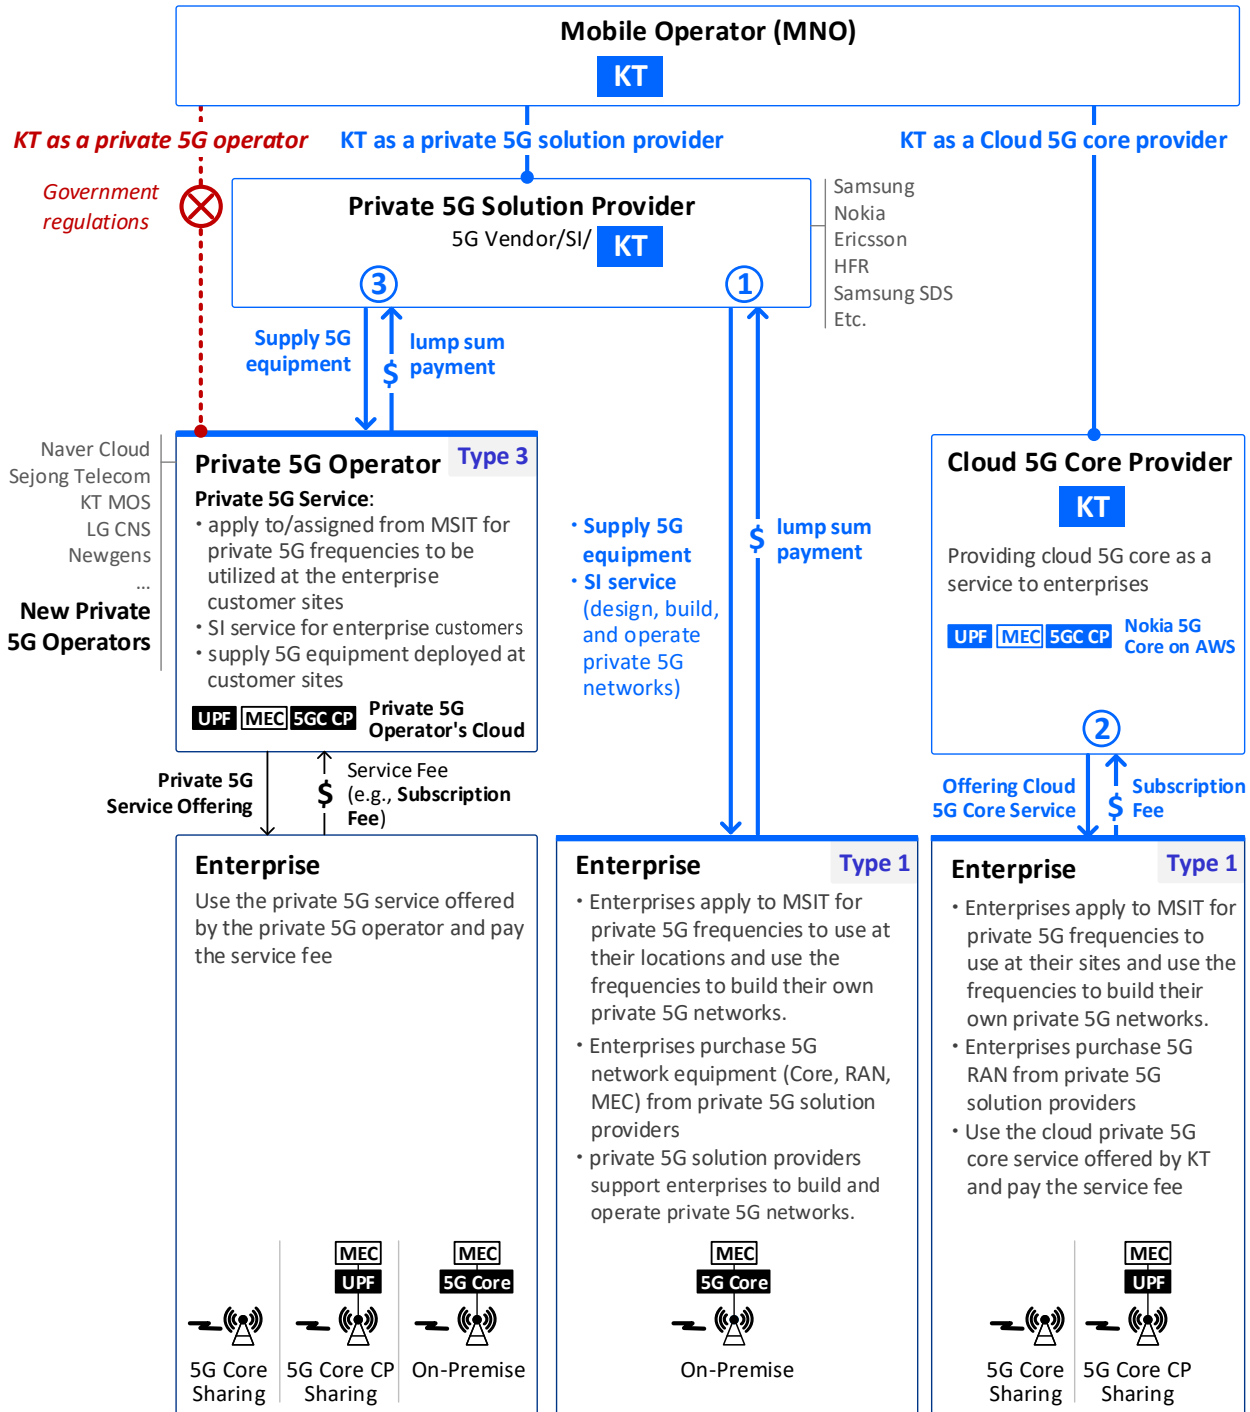 Mobile Operator (MNO)
KT
KT as a private 5G operator
KT as a private 5G solution provider
KT as a Cloud 5G core provider
Government
regulations
Private 5G Solution Provider
5G Vendor/SI/ KT
Samsung
Nokia
Ericsson
HFR
Samsung SDS
Etc.
3
1
Supply 5G
equipment
$
lump sum
payment
Naver Cloud
Sejong Telecom
KT MOS
LG CNS
Newgens
...
New Private
5G Operators
Private 5G Operator
Type 3
Private 5G Service:
· apply to/assigned from MSIT for
private 5G frequencies to be
utilized at the enterprise
customer sites
· SI service for enterprise customers
· supply 5G equipment deployed at
customer sites
UPF MEC 5GC CP
Private 5G
Operator's Cloud
· Supply 5G
equipment
· SI service
(design, build,
and operate
private 5G
networks)
$
lump sum
payment
Cloud 5G Core Provider
KT
Providing cloud 5G core as a
service to enterprises
UPF MEC 5GC CP
Nokia 5G
Core on AWS
2
Private 5G
Service Offering
$
Service Fee
(e.g., Subscription
Fee)
Offering Cloud
5G Core Service
$
Subscription
Fee
Enterprise
Use the private 5G service offered
by the private 5G operator and pay
the service fee
MEC
UPF
MEC
5G Core
5G Core
Sharing
5G Core CP
Sharing
On-Premise
Enterprise
Type 1
· Enterprises apply to MSIT for
private 5G frequencies to use at
their locations and use the
frequencies to build their own
private 5G networks.
· Enterprises purchase 5G
network equipment (Core, RAN,
MEC) from private 5G solution
providers
· private 5G solution providers
support enterprises to build and
operate private 5G networks.
MEC
5G Core
On-Premise
Enterprise
Type 1
· Enterprises apply to MSIT for
private 5G frequencies to
use at their sites and use the
frequencies to build their
own private 5G networks.
· Enterprises purchase 5G
RAN from private 5G
solution providers
· Use the cloud private 5G
core service offered by KT
and pay the service fee
MEC
UPF
5G Core
Sharing
5G Core CP
Sharing